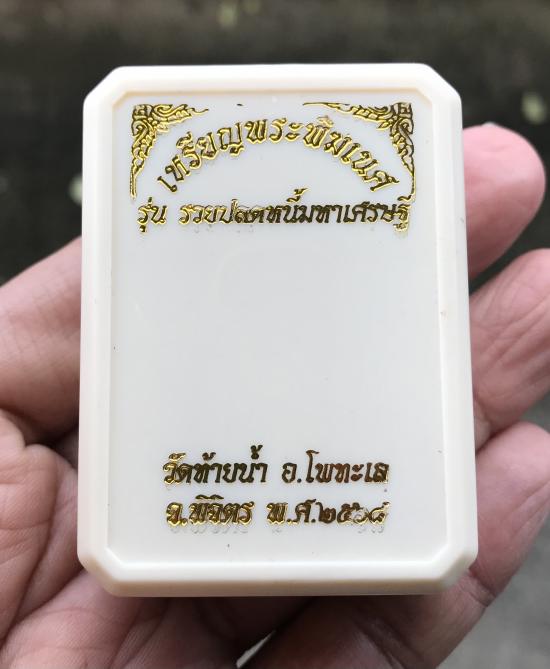 เหรียญพระพิฆเนศ
รุ่น รวยปลดหนี้มหาเศรษฐี
วัดท้ายน้ำ อ.โพทะเล
จ.พิจิตร พ.ศ.๒๕๖๔